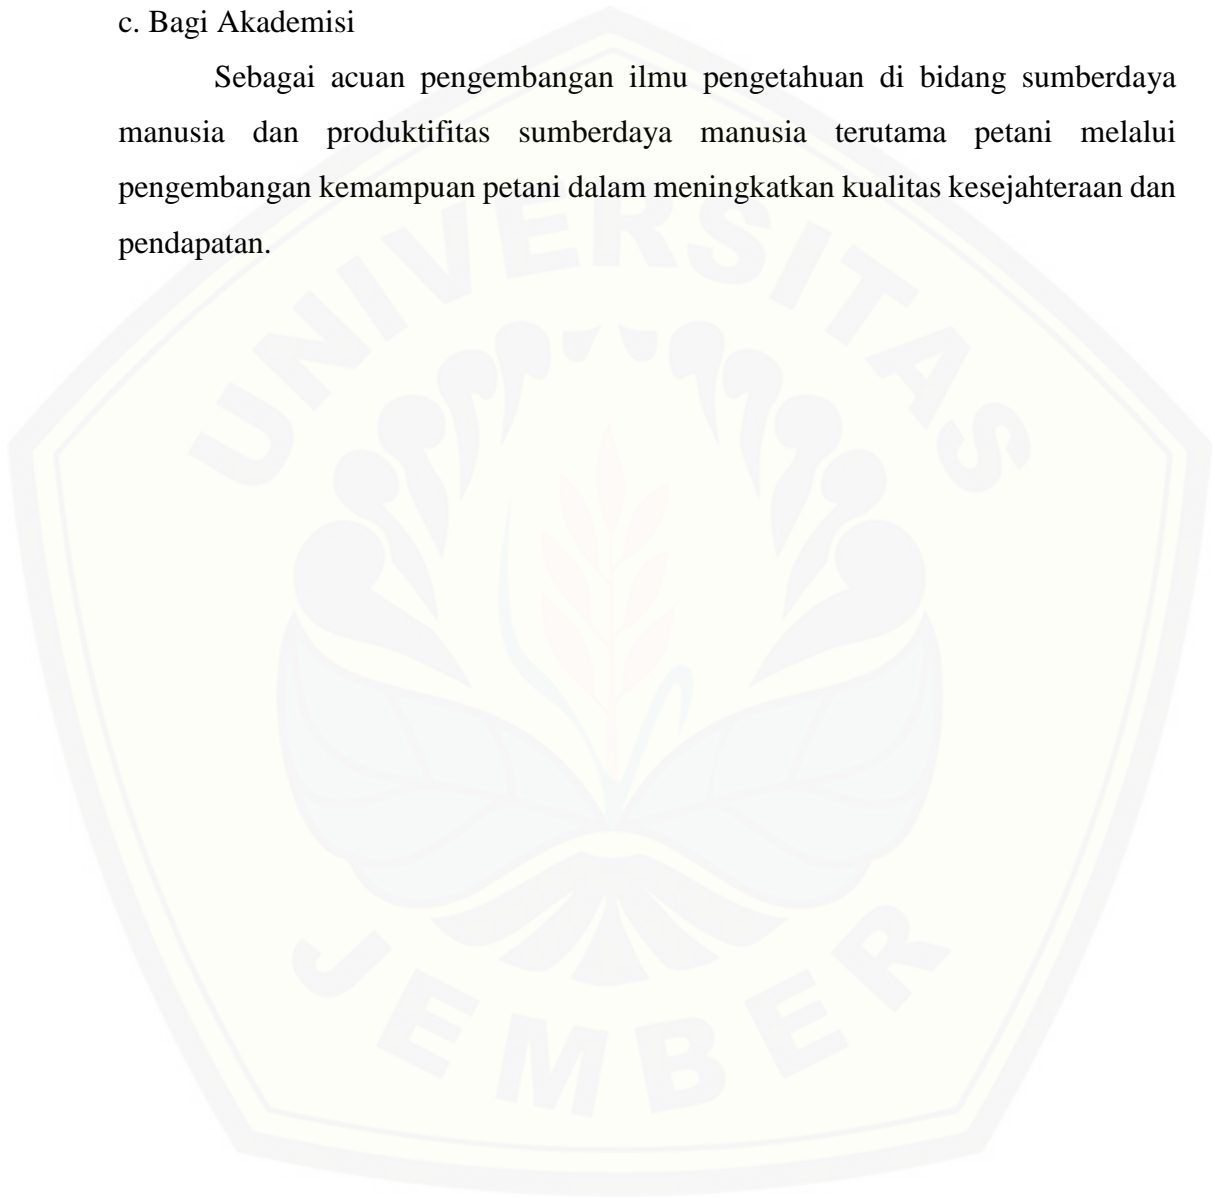 c. Bagi Akademisi
Sebagai acuan pengembangan ilmu pengetahuan di bidang sumberdaya
manusia dan produktifitas sumberdaya manusia terutama petani melalui
pengembangan kemampuan petani dalam meningkatkan kualitas kesejahteraan dan
pendapatan.
UNIVERSITAS
JEMBER